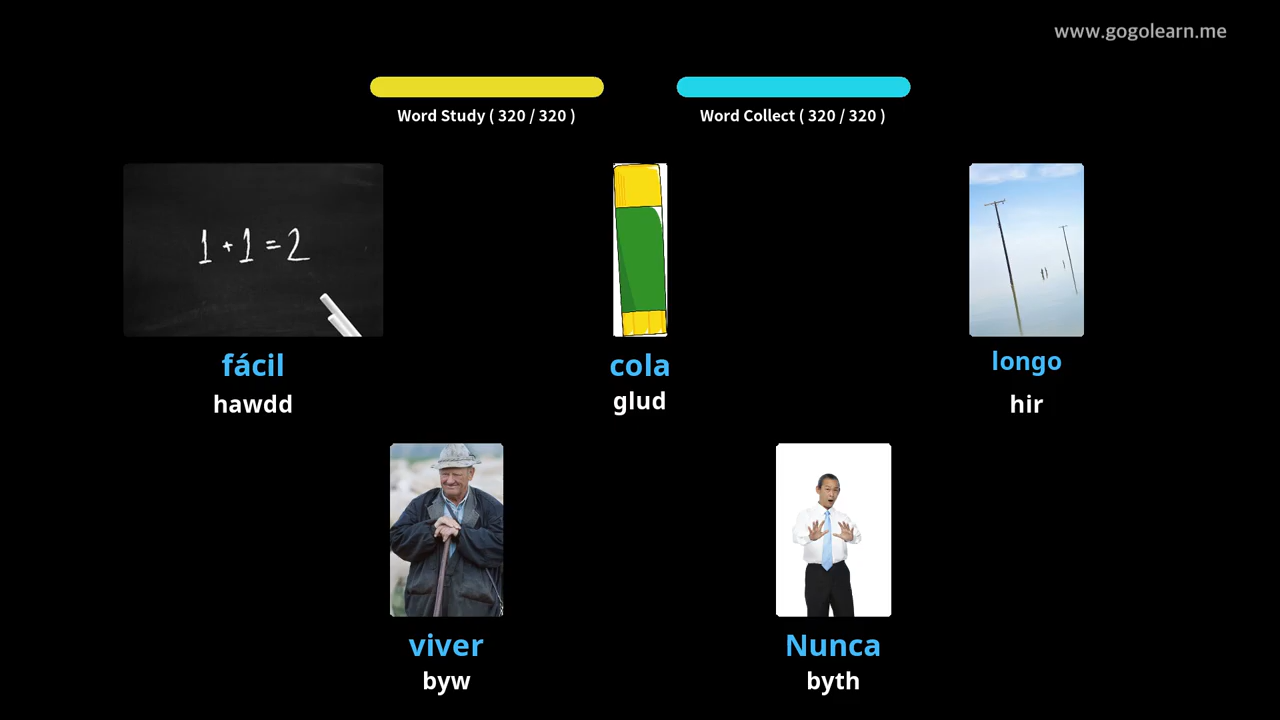 www.gogolearn.me
Word Study ( 320 / 320 )
Word Collect ( 320 / 320 )
1 + 1 = 2
fácil
hawdd
cola
glud
longo
hir
viver
byw
Nunca
byth